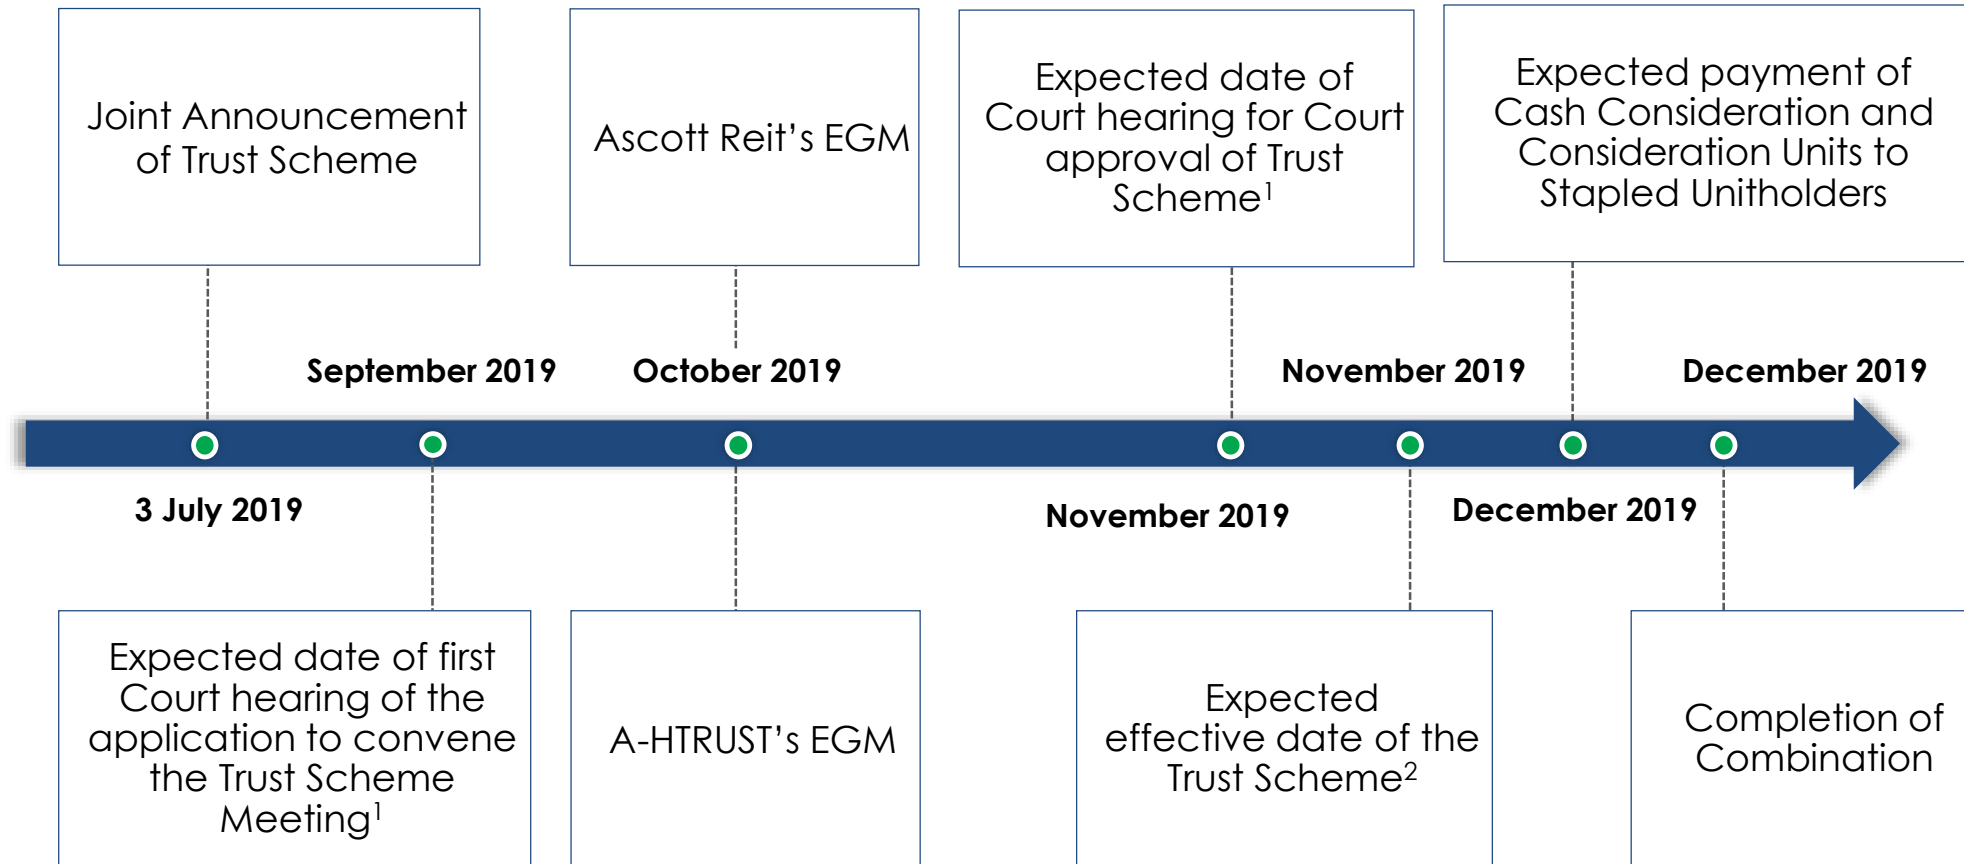 Joint Announcement
of Trust Scheme
Ascott Reit’s EGM
Expected date of
Court hearing for Court
approval of Trust
Scheme1
Expected payment of
Cash Consideration and
Consideration Units to
Stapled Unitholders
September 2019
October 2019
November 2019
December 2019
3 July 2019
November 2019
December 2019
Expected date of first
Court hearing of the
application to convene
the Trust Scheme
Meeting1
A-HTRUST’s EGM
Expected
effective date of the
Trust Scheme2
Completion of
Combination